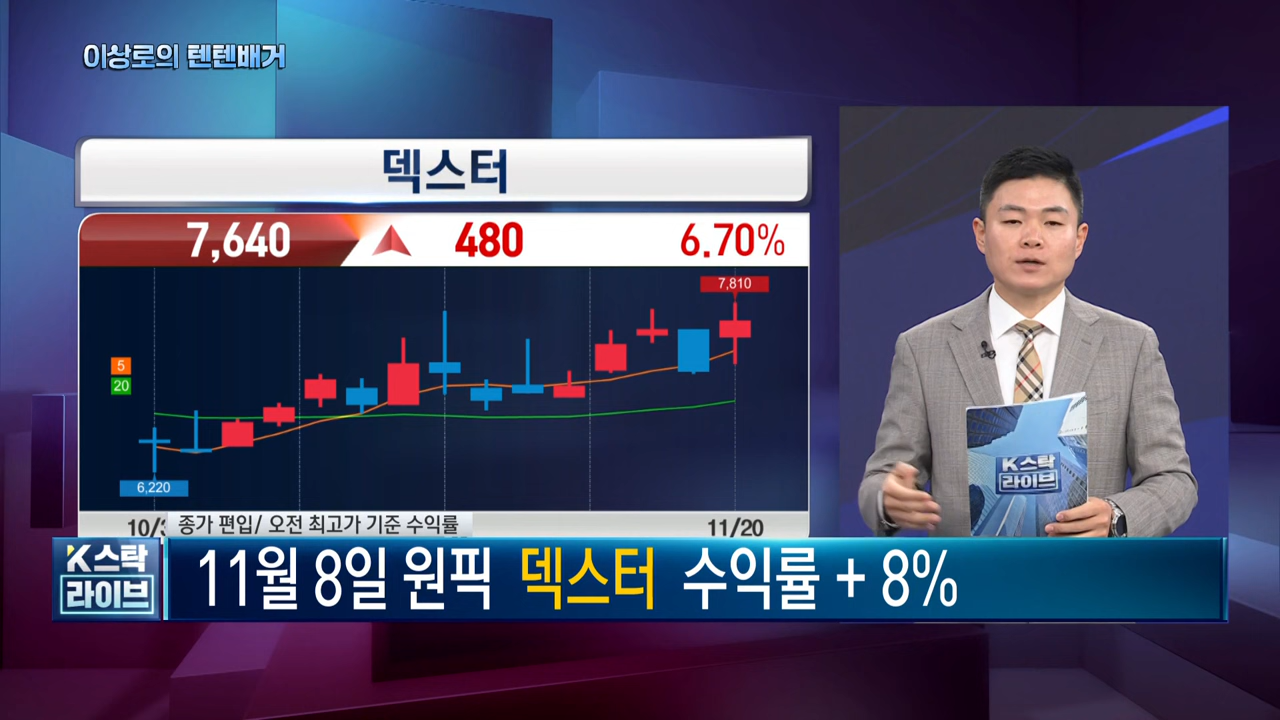 이상로의 텐텐배거
덱스터
7,640 480 6.70%
7,810
5
20
6,220
종가 편입/ 오전 최고가 기준 수익률
11/20
K스탁
라이브
11월 8일 원픽 덱스터 수익률 + 8%
K스탁
라이브